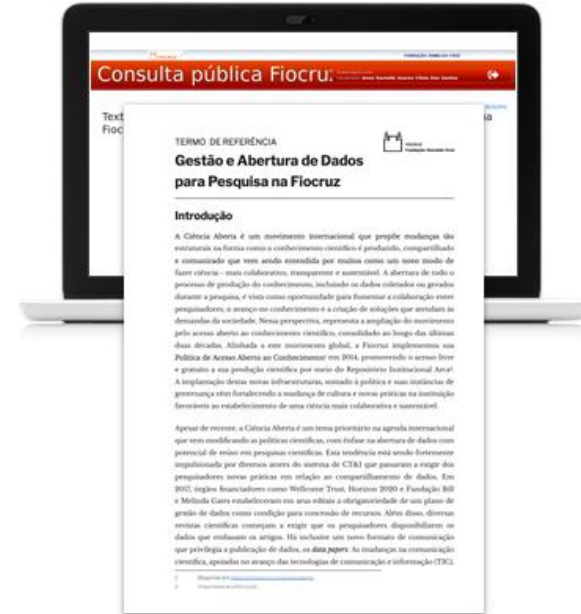 Consulta pública Fiocruz
Text
Fioc
TERMO DE REFERÊNCIA
FIOCRUZ
Fundação Oswaldo Cruz
Gestão e Abertura de Dados
para Pesquisa na Fiocruz
Introdução
A Ciência Aberta é um movimento internacional que propõe mudanças tão
estruturais na forma como o conhecimento científico é produzido, compartilhado
e comunicado que vem sendo entendida por muitos como um novo modo de
fazer ciência - mais colaborativo, transparente e sustentável. A abertura de todo o
processo de produção do conhecimento, incluindo os dados coletados ou gerados
durante a pesquisa, é vista como oportunidade para fomentar a colaboração entre
pesquisadores, o avanço no conhecimento e a criação de soluções que atendam às
demandas da sociedade. Nessa perspectiva, representa a ampliação do movimento
pelo acesso aberto ao conhecimento científico, consolidado ao longo das últimas
duas décadas. Alinhada a este movimento global, a Fiocruz implementou sua
Política de Acesso Aberto ao Conhecimento¹ em 2014, promovendo o acesso livre
e gratuito a sua produção científica por meio do Repositório Institucional Arca².
A implantação destas novas infraestruturas, somado à política e suas instâncias de
governança vêm fortalecendo a mudança de cultura e novas práticas na instituição
favoráveis ao estabelecimento de uma ciência mais colaborativa e sustentável.
Apesar de recente, a Ciência Aberta é um tema prioritário na agenda internacional
que vem modificando as políticas científicas, com ênfase na abertura de dados com
potencial de reúso em pesquisas científicas. Esta tendência está sendo fortemente
impulsionada por diversos atores do sistema de CT&I que passaram a exigir dos
pesquisadores novas práticas em relação ao compartilhamento de dados. Em
2017, órgãos financiadores como Wellcome Trust, Horizon 2020 e Fundação Bill
e Melinda Gates estabeleceram em seus editais a obrigatoriedade de um plano de
gestão de dados como condição para concessão de recursos. Além disso, diversas
revistas científicas começam a exigir que os pesquisadores disponibilizem os
dados que embasam os artigos. Há inclusive um novo formato de comunicação
que privilegia a publicação de dados, os data papers. As mudanças na comunicação
científica, apoiadas no avanço das tecnologias de comunicação e informação (TIC),